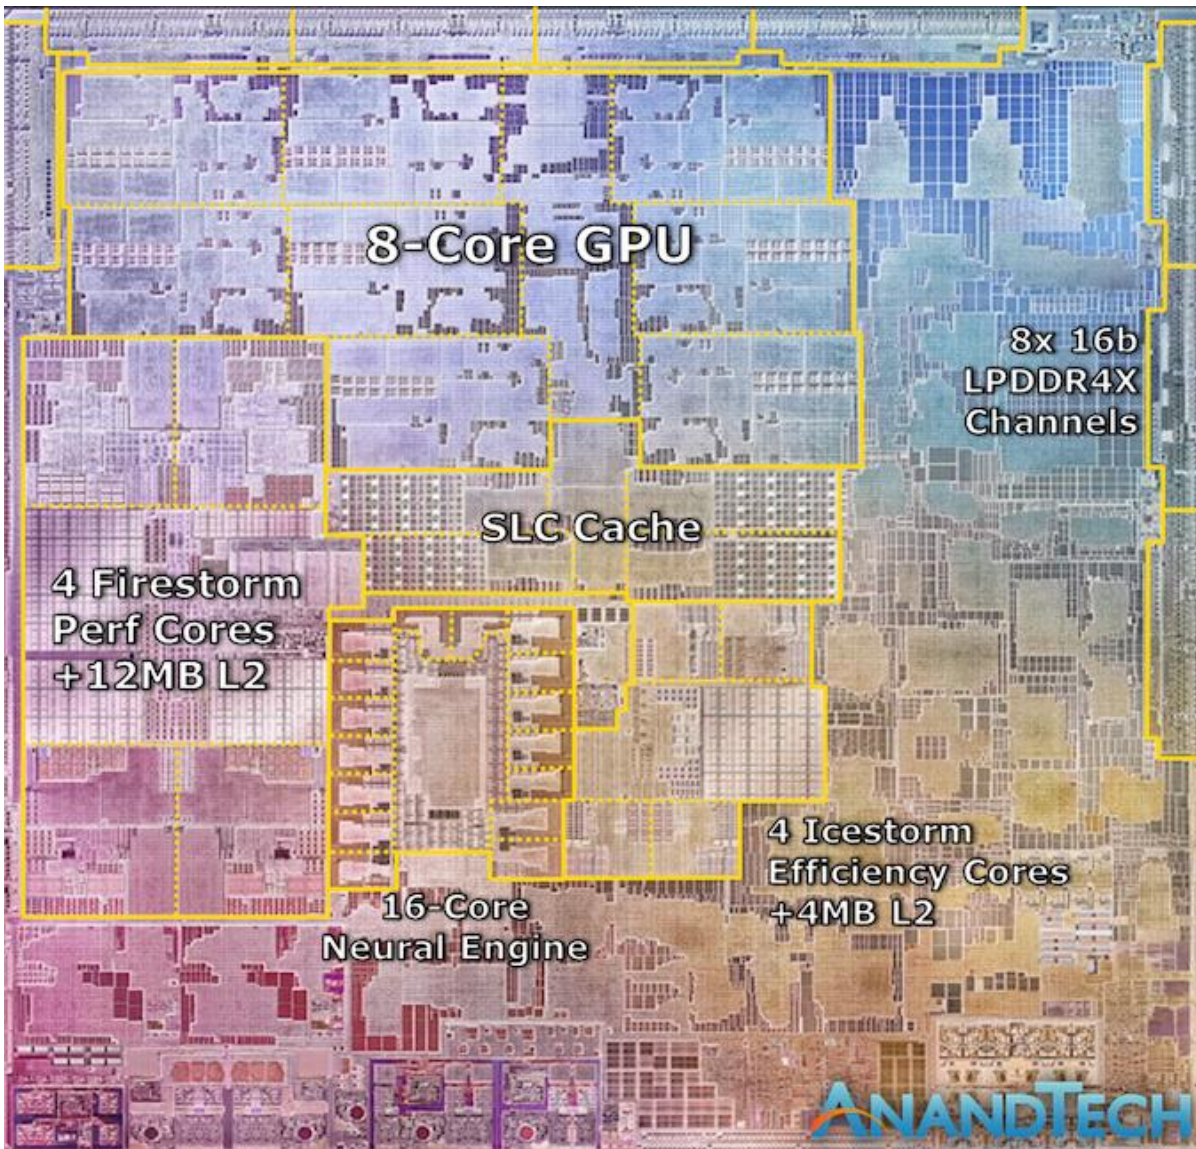 8-Core GPU
8x 16b
LPDDR4X
Channels
SLC Cache
4 Firestorm
Perf Cores
+12MB L2
4 Icestorm
Efficiency Cores
+4MB L2
16-Core
Neural Engine
ANANDTECH